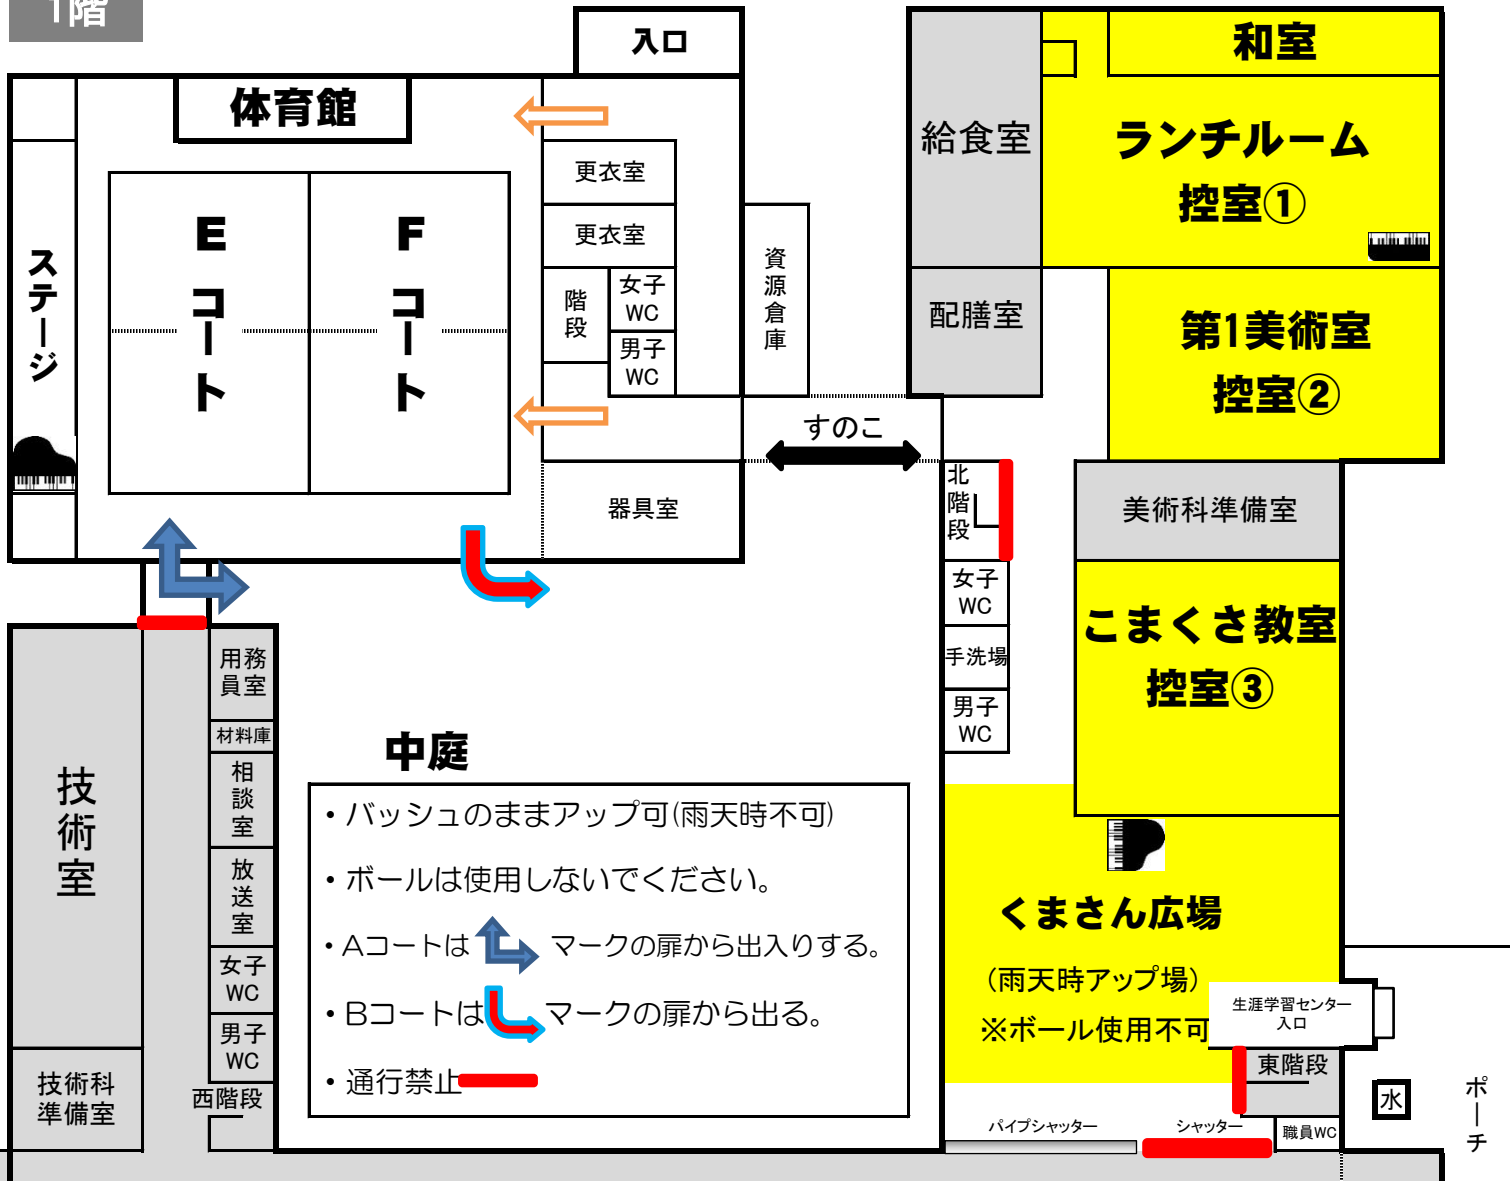 1階
入口
体育館
ステージ
Eコート
Fコート
更衣室
更衣室
階段
女子
WC
男子
WC
資源倉庫
器具室
すのこ
給食室
配膳室
和室
ランチルーム
控室①
第1美術室
控室②
美術科準備室
こまくさ教室
控室③
北階段
女子
WC
手洗場
男子
WC
くまさん広場
(雨天時アップ場)
※ボール使用不可
生涯学習センター
入口
東階段
職員WC
パイプシャッター
シャッター
水
ポーチ
技術室
技術科
準備室
用務
員室
材料庫
相談室
放送室
女子
WC
男子
WC
西階段
中庭
・バッシュのままアップ可(雨天時不可)
・ボールは使用しないでください。
・Aコートは マークの扉から出入りする。
・Bコートは マークの扉から出る。
・通行禁止